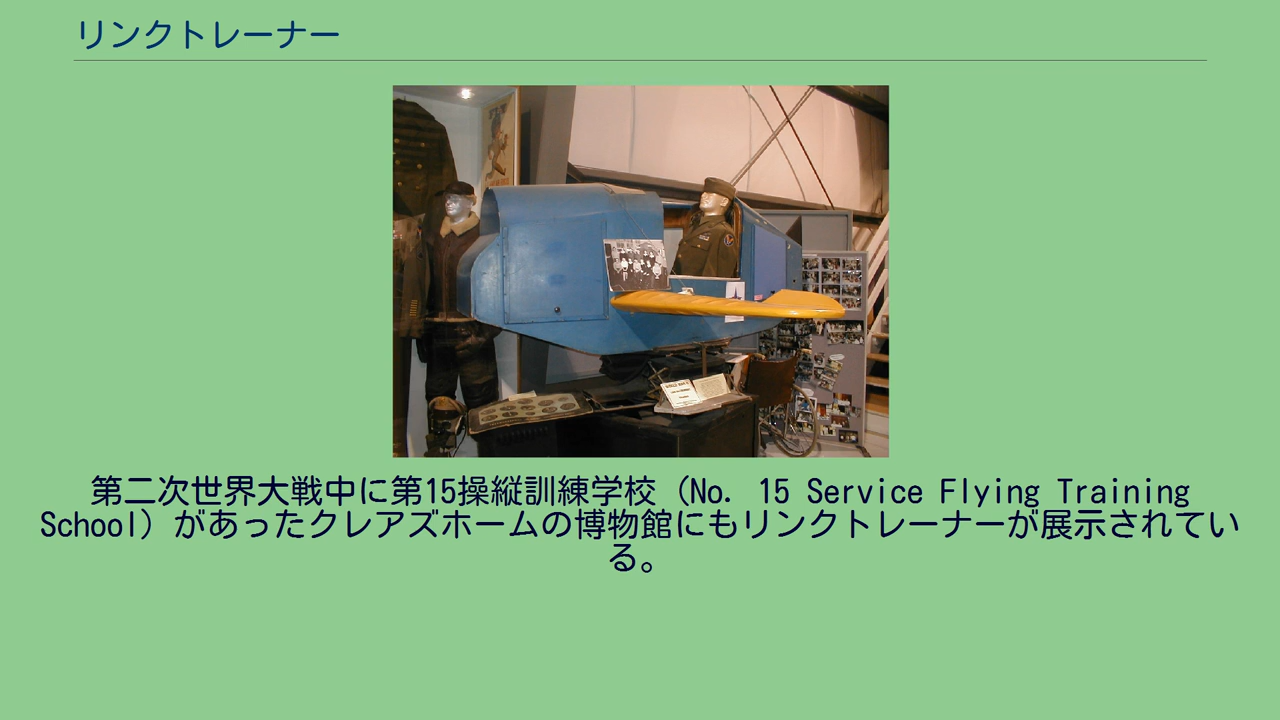 リンクトレーナー
第二次世界大戦中に第15操縦訓練学校（No. 15 Service Flying Training
School）があったクレアズホームの博物館にもリンクトレーナーが展示されてい
る。